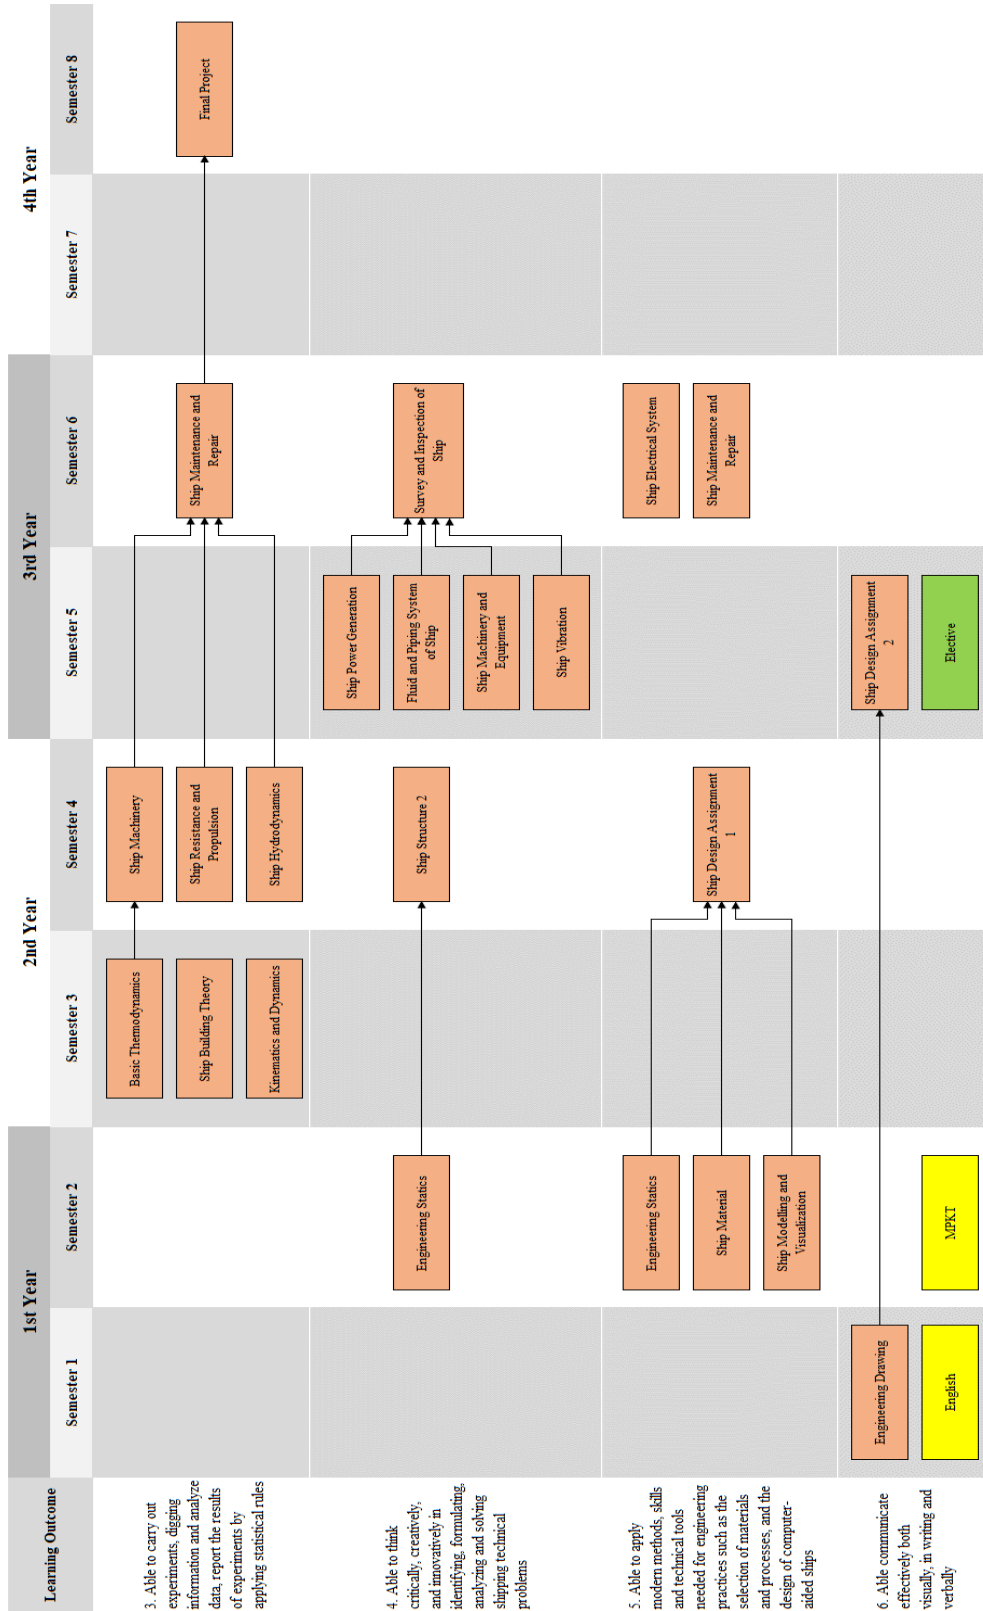 Learning Outcome
1st Year
2nd Year
3rd Year
4th Year
Semester 1
Semester 2
Semester 3
Semester 4
Semester 5
Semester 6
Semester 7
Semester 8
3. Able to carry out
experiments, digging
information and analyze
data, report the results
of experiments by
applying statistical rules
Basic Thermodynamics
Ship Building Theory
Kinematics and Dynamics
Ship Machinery
Ship Resistance and
Propulsion
Ship Hydrodynamics
Ship Maintenance and
Repair
Final Project
4. Able to think
critically, creatively,
and innovatively in
identifying, formulating,
analyzing and solving
shipping technical
problems
Engineering Statics
Ship Structure 2
Ship Power Generation
Fluid and Piping System
of Ship
Ship Machinery and
Equipment
Ship Vibration
Survey and Inspection of
Ship
5. Able to apply
modern methods, skills
and technical tools
needed for engineering
practices such as the
selection of materials
and processes, and the
design of computer-
aided ships
Engineering Statics
Ship Material
Ship Modelling and
Visualization
Ship Design Assignment
1
Ship Electrical System
Ship Maintenance and
Repair
6. Able communicate
effectively both
visually, in writing and
verbally
Engineering Drawing
English
MPKT
Ship Design Assignment
2
Elective